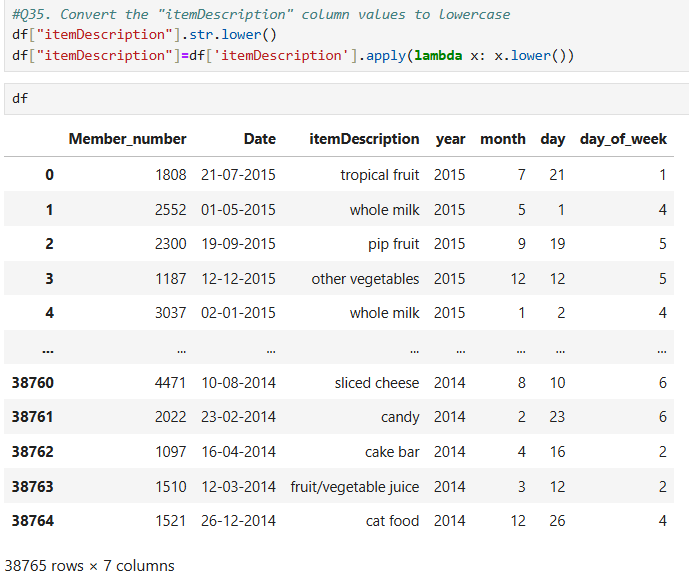 #Q35. Convert the "itemDescription" column values to lowercase
df["itemDescription"].str.lower()
df["itemDescription"]=df['itemDescription'].apply(lambda x: x.lower())
df
Member_number Date itemDescription year month day day_of_week
0 1808 21-07-2015 tropical fruit 2015 7 21 1
1 2552 01-05-2015 whole milk 2015 5 1 4
2 2300 19-09-2015 pip fruit 2015 9 19 5
3 1187 12-12-2015 other vegetables 2015 12 12 5
4 3037 02-01-2015 whole milk 2015 1 2 4
... ... ... ... ... ... ... ...
38760 4471 10-08-2014 sliced cheese 2014 8 10 6
38761 2022 23-02-2014 candy 2014 2 23 6
38762 1097 16-04-2014 cake bar 2014 4 16 2
38763 1510 12-03-2014 fruit/vegetable juice 2014 3 12 2
38764 1521 26-12-2014 cat food 2014 12 26 4
38765 rows × 7 columns